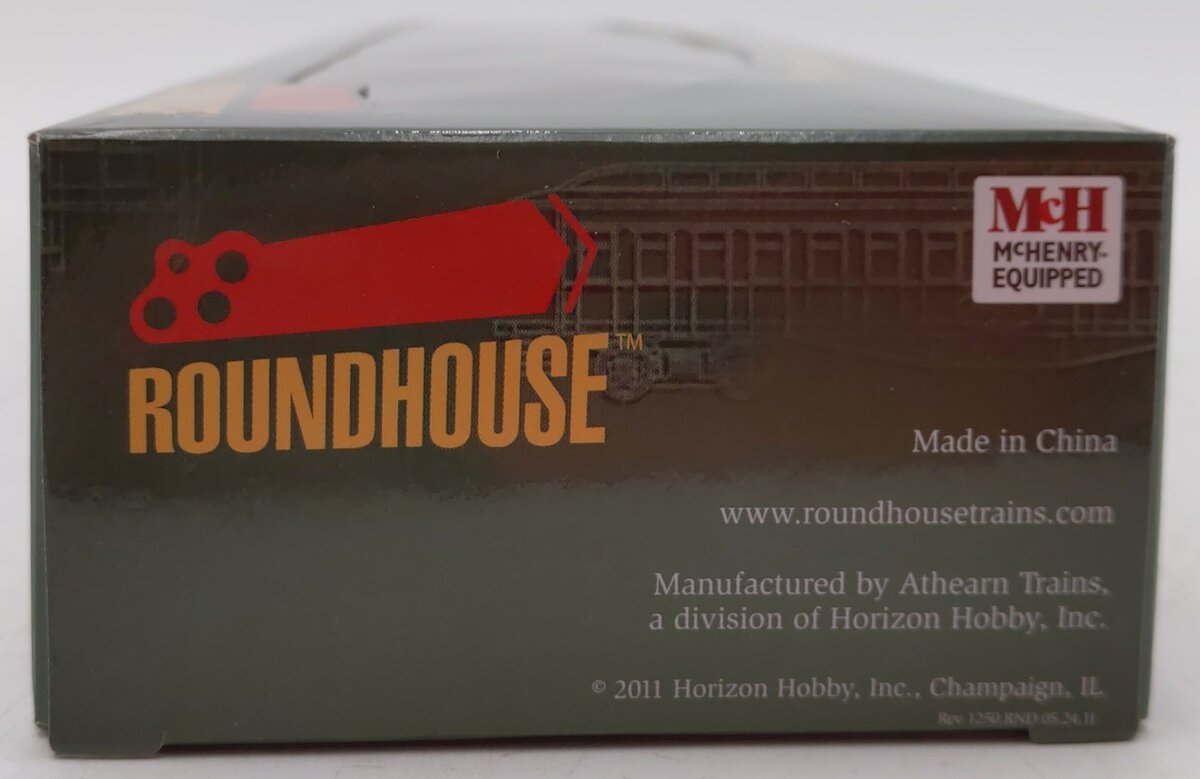 McH
McHENRY™
EQUIPPED
ROUNDHOUSE™
Made in China
www.roundhousetrains.com
Manufactured by Athearn Trains,
a division of Horizon Hobby, Inc.
© 2011 Horizon Hobby, Inc., Champaign, IL
Rev 1250.RND-05.24.11